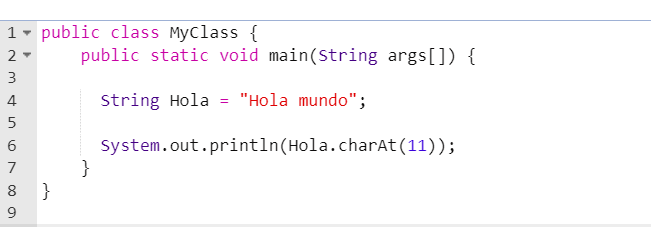 1 public class MyClass {
2 public static void main(String args[]) {
3
4 String Hola = "Hola mundo";
5
6 System.out.println(Hola.charAt(11));
7 }
8 }
9